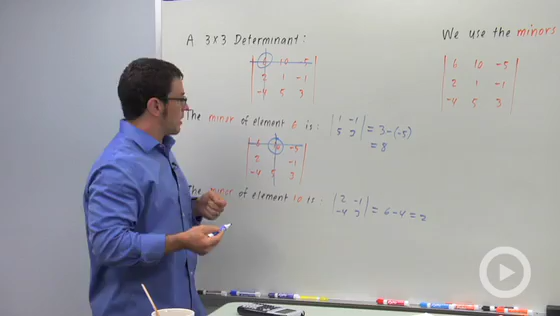 A 3×3 Determinant:
6 10 -5
2 1 -1
-4 5 3
The minor of element 6 is: | 1 -1 | = 3-(-5)
| 5 3 | = 8
6 10 -5
2 -1
-4 5 3
The minor of element 10 is: | 2 -1 | = 6-4=2
| -4 3 |
We use the minors
6 10 -5
2 1 -1
-4 5 3